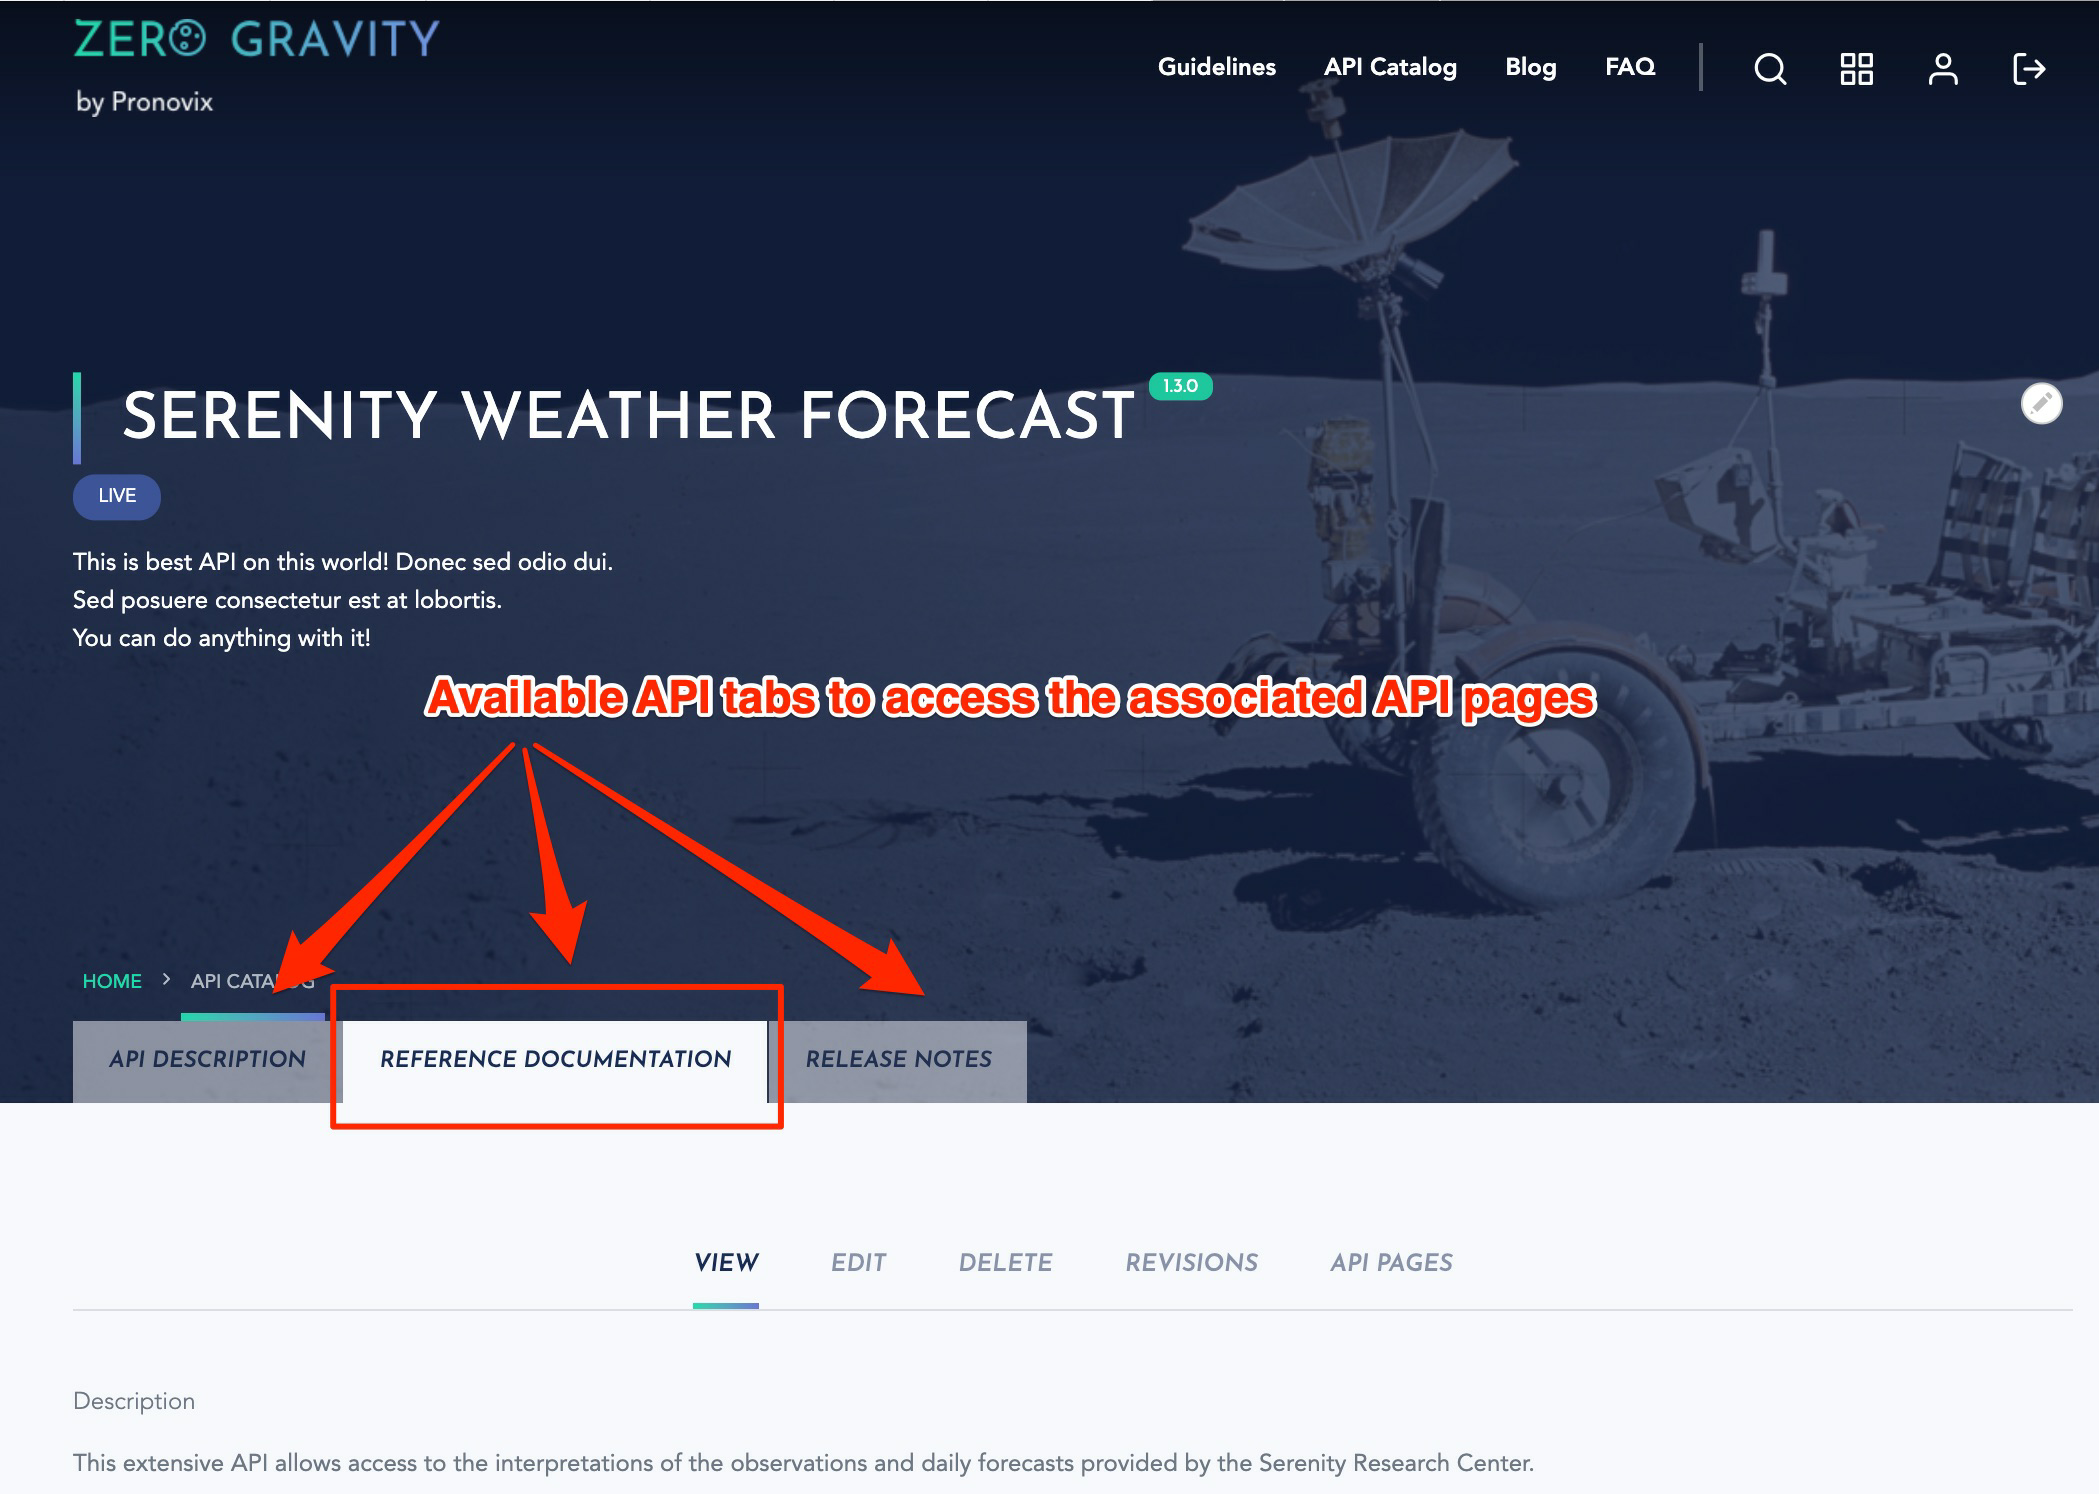 ZERO GRAVITY
by Pronovix
Guidelines API Catalog Blog FAQ
SERENITY WEATHER FORECAST 1.3.0
LIVE
This is best API on this world! Donec sed odio dui.
Sed posuere consectetur est at lobortis.
You can do anything with it!
Available API tabs to access the associated API pages
HOME > API CATALOG
API DESCRIPTION REFERENCE DOCUMENTATION RELEASE NOTES
VIEW EDIT DELETE REVISIONS API PAGES
Description
This extensive API allows access to the interpretations of the observations and daily forecasts provided by the Serenity Research Center.